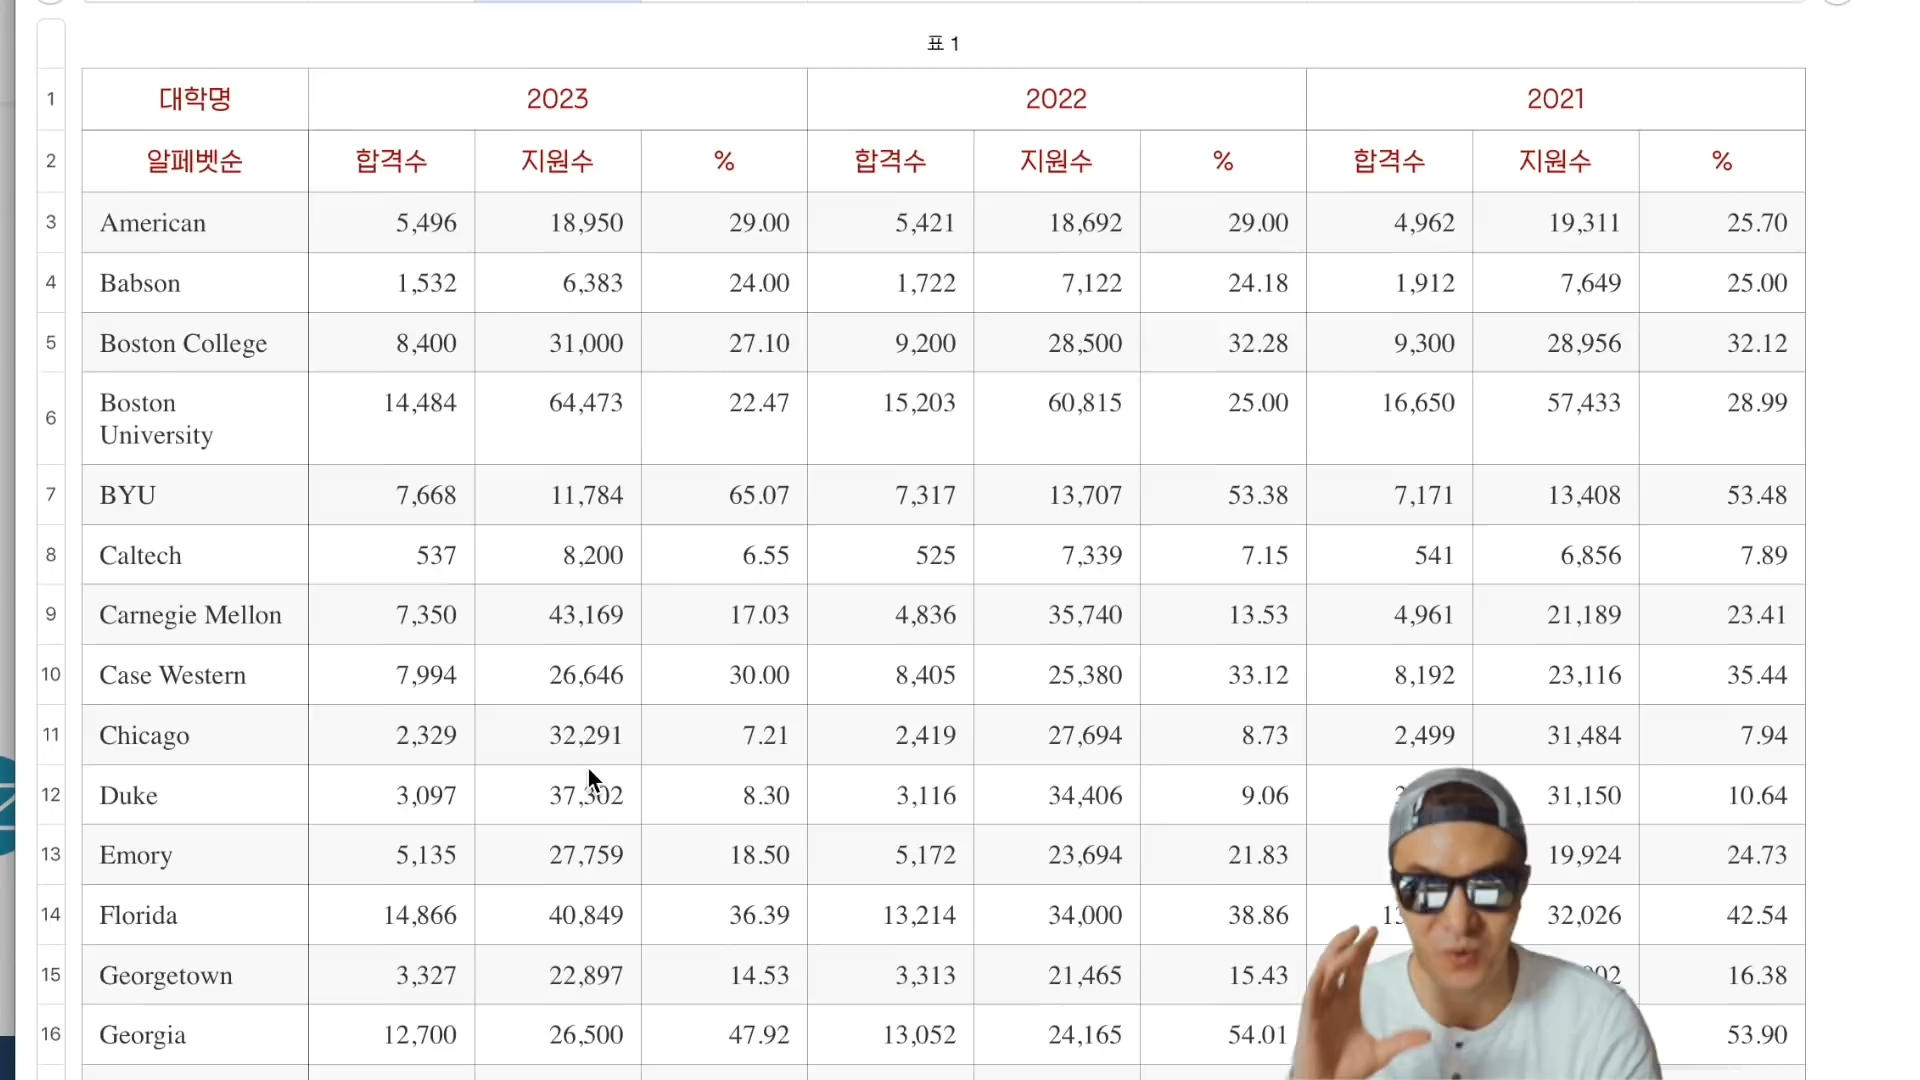 표 1
1 대학명 2023 2022 2021
2 알페벳순 합격수 지원수 % 합격수 지원수 % 합격수 지원수 %
3 American 5,496 18,950 29.00 5,421 18,692 29.00 4,962 19,311 25.70
4 Babson 1,532 6,383 24.00 1,722 7,122 24.18 1,912 7,649 25.00
5 Boston College 8,400 31,000 27.10 9,200 28,500 32.28 9,300 28,956 32.12
6 Boston 14,484 64,473 22.47 15,203 60,815 25.00 16,650 57,433 28.99
University
7 BYU 7,668 11,784 65.07 7,317 13,707 53.38 7,171 13,408 53.48
8 Caltech 537 8,200 6.55 525 7,339 7.15 541 6,856 7.89
9 Carnegie Mellon 7,350 43,169 17.03 4,836 35,740 13.53 4,961 21,189 23.41
10 Case Western 7,994 26,646 30.00 8,405 25,380 33.12 8,192 23,116 35.44
11 Chicago 2,329 32,291 7.21 2,419 27,694 8.73 2,499 31,484 7.94
12 Duke 3,097 37,302 8.30 3,116 34,406 9.06 31,150 10.64
13 Emory 5,135 27,759 18.50 5,172 23,694 21.83 19,924 24.73
14 Florida 14,866 40,849 36.39 13,214 34,000 38.86 32,026 42.54
15 Georgetown 3,327 22,897 14.53 3,313 21,465 15.43 16.38
16 Georgia 12,700 26,500 47.92 13,052 24,165 54.01 53.90